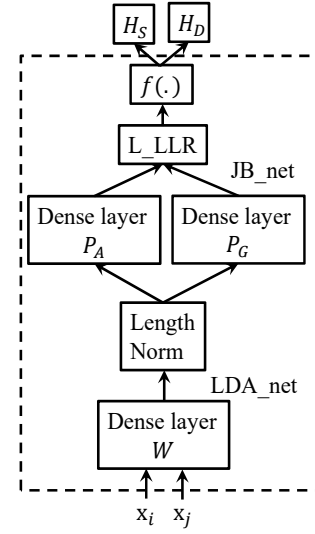 H_S H_D
f(.)
L_LLR
JB_net
Dense layer Dense layer
P_A P_G
Length
Norm
LDA_net
Dense layer
W
x_i x_j